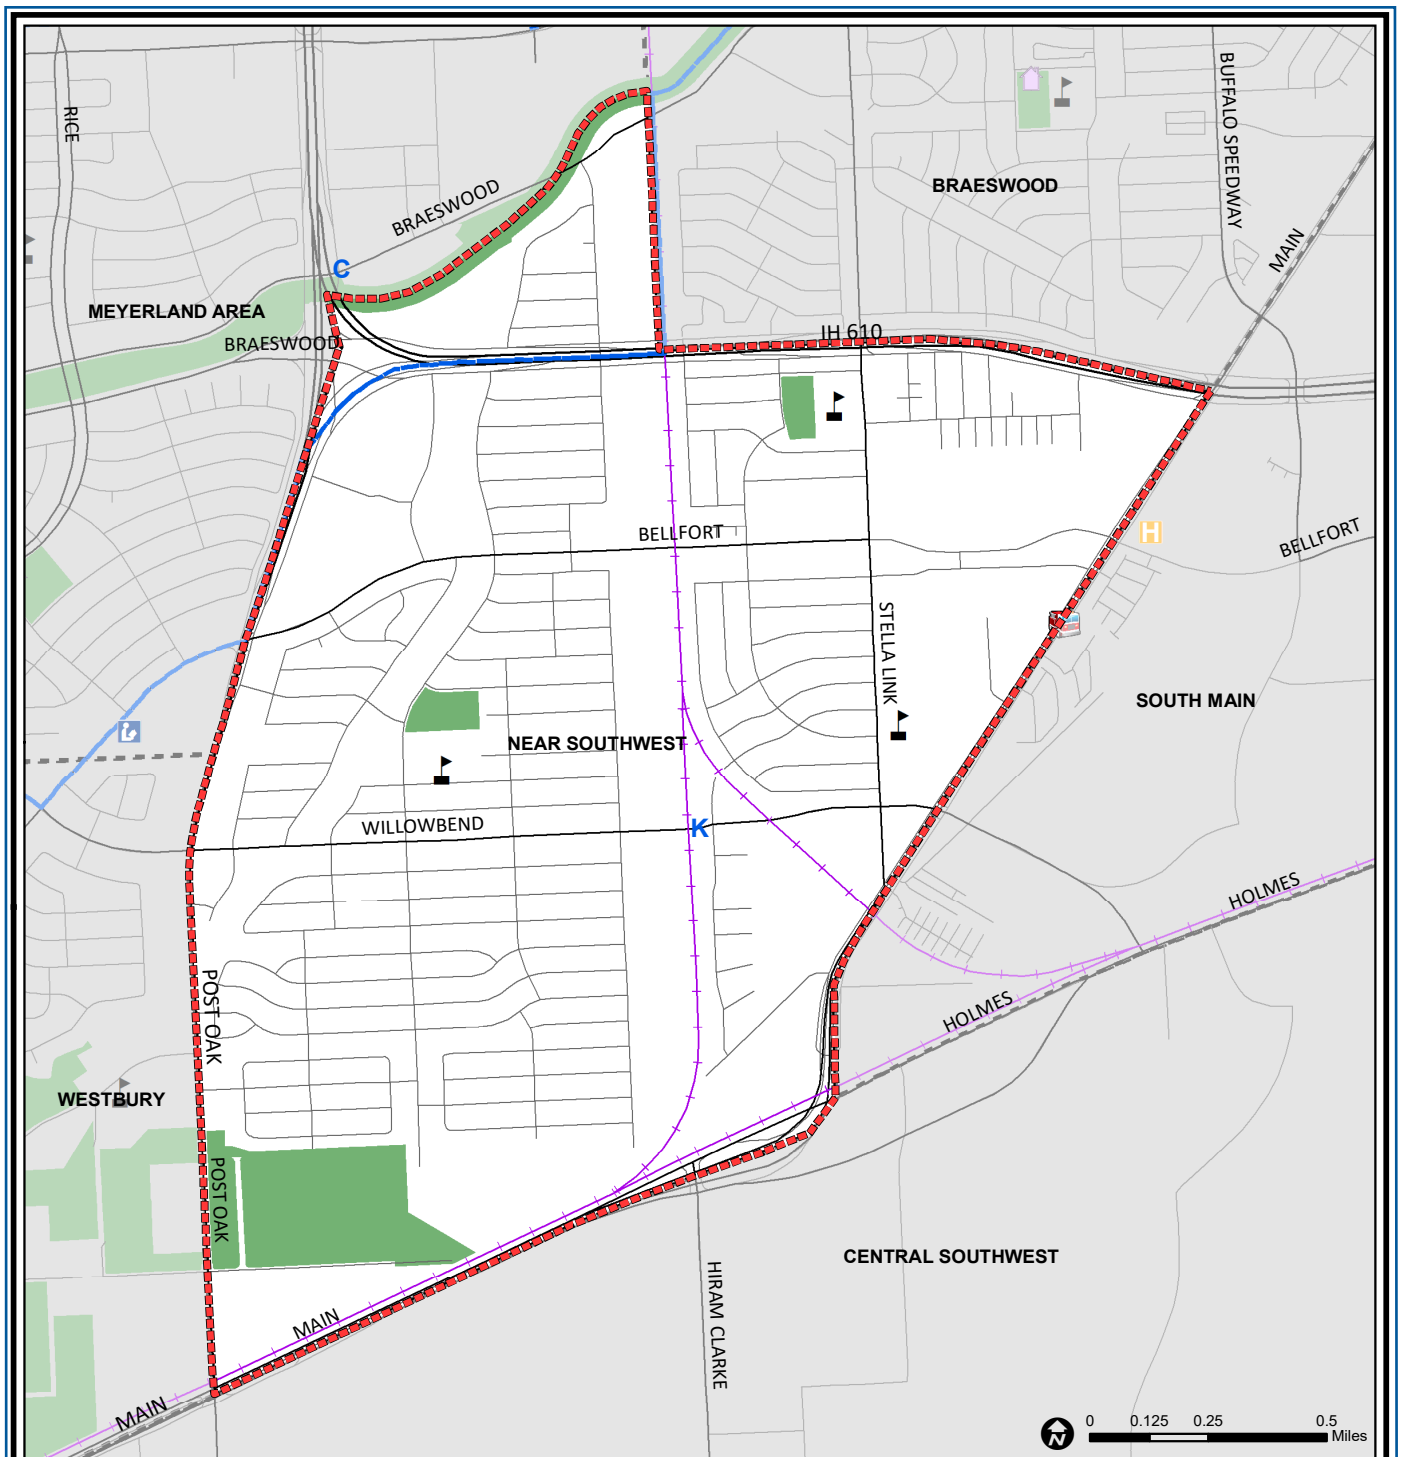 RICE
BUFFALO SPEEDWAY
BRAESWOOD
BRAESWOOD
MAIN
C
MEYERLAND AREA
BRAESWOOD
IH 610
H
BELLFORT
BELLFORT
STELLA LINK
SOUTH MAIN
NEAR SOUTHWEST
WILLOWBEND
K
HOLMES
POST OAK
HOLMES
WESTBURY
POST OAK
CENTRAL SOUTHWEST
HIRAM CLARKE
MAIN
MAIN
N
0 0.125 0.25 0.5
Miles